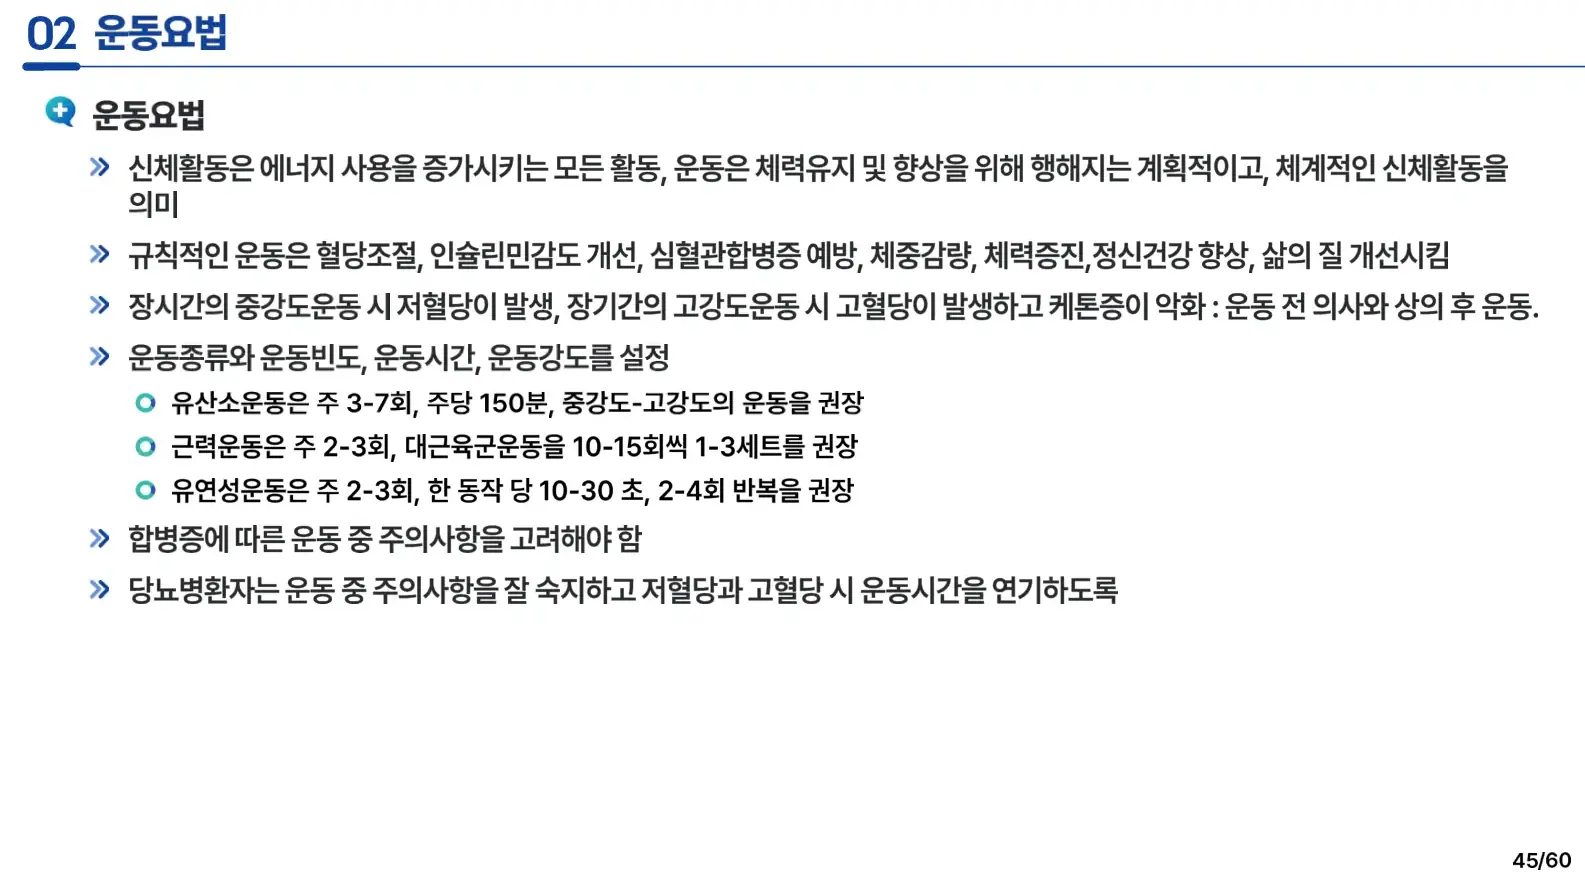 02 운동요법
운동요법
신체활동은 에너지 사용을 증가시키는 모든 활동, 운동은 체력유지 및 향상을 위해 행해지는 계획적이고, 체계적인 신체활동을
의미
규칙적인 운동은 혈당조절, 인슐린민감도 개선, 심혈관합병증 예방, 체중감량, 체력증진,정신건강 향상, 삶의 질 개선시킴
장시간의 중강도운동 시 저혈당이 발생, 장기간의 고강도운동 시 고혈당이 발생하고 케톤증이 악화 : 운동 전 의사와 상의 후 운동.
운동종류와 운동빈도, 운동시간, 운동강도를 설정
유산소운동은 주 3-7회, 주당 150분, 중강도-고강도의 운동을 권장
근력운동은 주 2-3회, 대근육군운동을 10-15회씩 1-3세트를 권장
유연성운동은 주 2-3회, 한 동작 당 10-30 초, 2-4회 반복을 권장
합병증에 따른 운동 중 주의사항을 고려해야 함
당뇨병환자는 운동 중 주의사항을 잘 숙지하고 저혈당과 고혈당 시 운동시간을 연기하도록
45/60